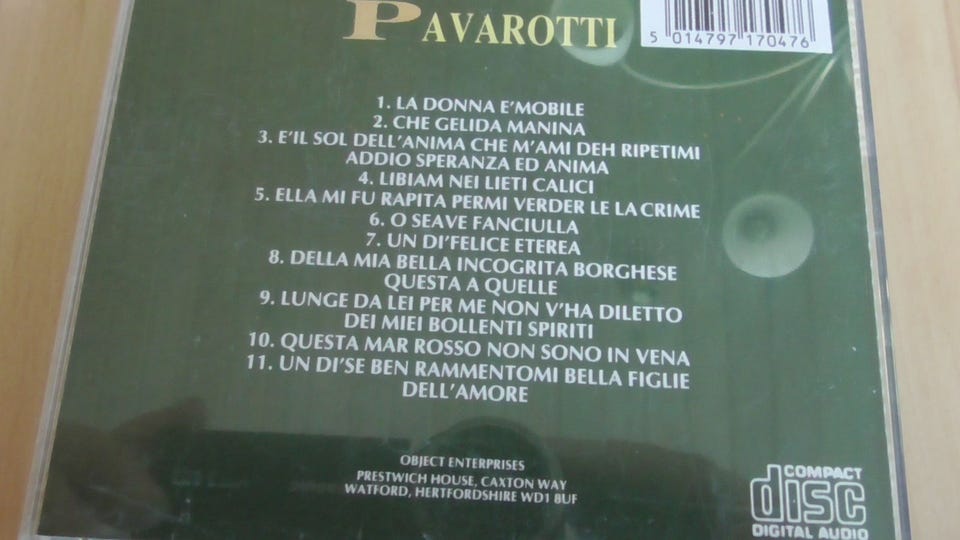 PAVAROTTI
5 014797 170476
1. LA DONNA E'MOBILE
2. CHE GELIDA MANINA
3. E'IL SOL DELL'ANIMA CHE M'AMI DEH RIPETIMI
ADDIO SPERANZA ED ANIMA
4. LIBIAM NEI LIETI CALICI
5. ELLA MI FU RAPITA PERMI VERDER LE LA CRIME
6. O SEAVE FANCIULLA
7. UN DI'FELICE ETEREA
8. DELLA MIA BELLA INCOGRITA BORGHESE
QUESTA A QUELLE
9. LUNGE DA LEI PER ME NON V'HA DILETTO
DEI MIEI BOLLENTI SPIRITI
10. QUESTA MAR ROSSO NON SONO IN VENA
11. UN DI'SE BEN RAMMENTOMI BELLA FIGLIE
DELL'AMORE
OBJECT ENTERPRISES
PRESTWICH HOUSE, CAXTON WAY
WATFORD, HERTFORDSHIRE WD1 8UF
COMPACT
disc
DIGITAL AUDIO